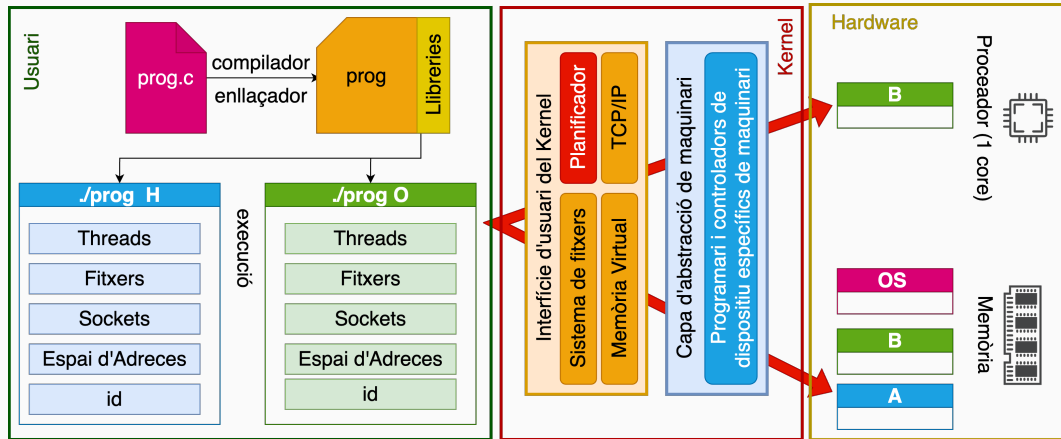 Usuari
prog.c
compilador
enllaçador
prog
Llibreries
./prog H
Threads
Fitxers
Sockets
Espai d'Adreces
id
execució
./prog O
Threads
Fitxers
Sockets
Espai d'Adreces
id
Kernel
Interfície d'usuari del Kernel
Planificador
TCP/IP
Sistema de fitxers
Memòria Virtual
Capa d'abstracció de maquinari
Programari i controladors de
dispositiu específics de maquinari
Hardware
B
Proceador (1 core)
OS
B
A
Memòria